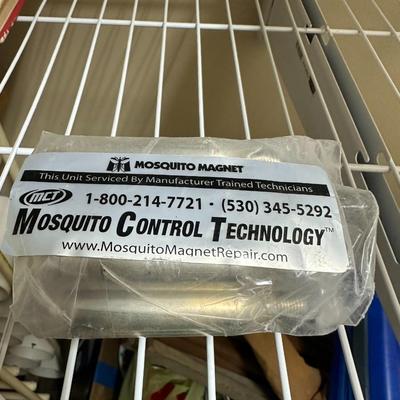 MOSQUITO MAGNET
This Unit Serviced By Manufacturer Trained Technicians
MCT 1-800-214-7721 • (530) 345-5292
MOSQUITO CONTROL TECHNOLOGY™
www.MosquitoMagnetRepair.com